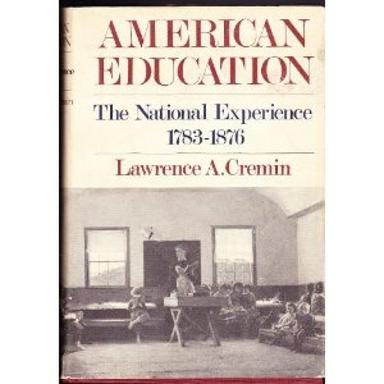 AMERICAN
EDUCATION
The National Experience
1783-1876
Lawrence A. Cremin